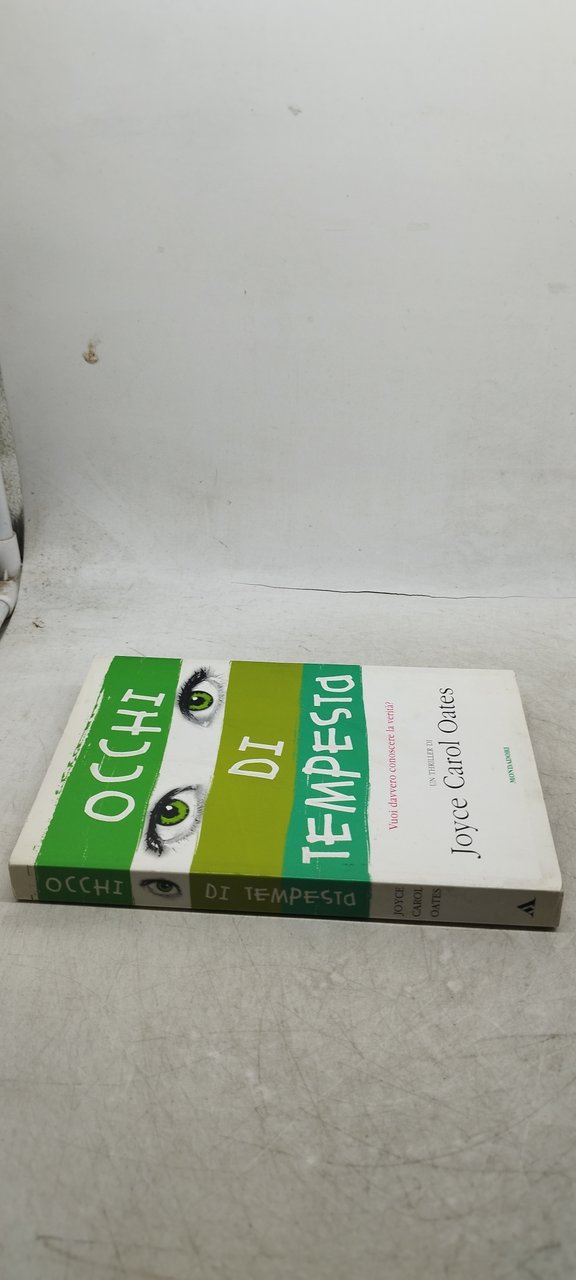 OCCHI
DI
TEMPESTa
Vuoi davvero conoscere la verità?
UN THRILLER DI
Joyce Carol Oates
MONDADORI
OCCHI
DI TEMPESTa
JOYCE
CAROL
OATES